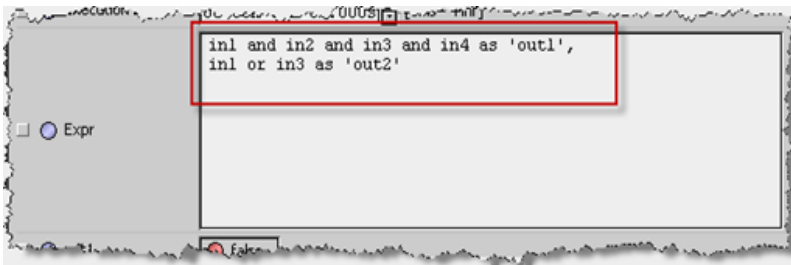 in1 and in2 and in3 and in4 as 'out1',
in1 or in3 as 'out2'
Expr
false